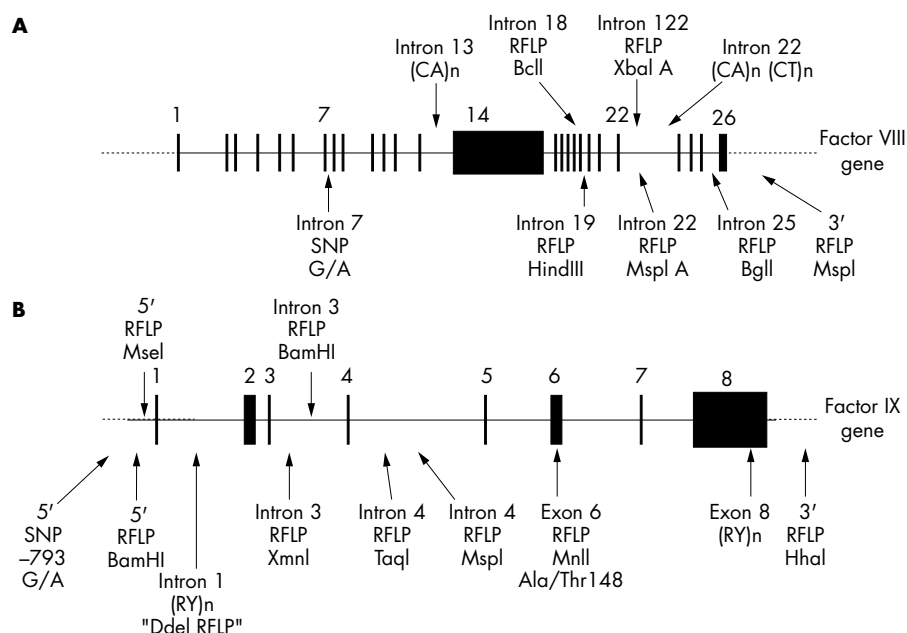 A
Intron 13
(CA)n
Intron 18
RFLP
BclI
Intron 122
RFLP
XbaI A
Intron 22
(CA)n (CT)n
1
7
14
22
26
Factor VIII
gene
Intron 7
SNP
G/A
Intron 19
RFLP
HindIII
Intron 22
RFLP
MspI A
Intron 25
RFLP
BglI
3'
RFLP
MspI
B
5'
RFLP
MseI
Intron 3
RFLP
BamHI
1
2
3
4
5
6
7
8
Factor IX
gene
5'
SNP
–793
G/A
5'
RFLP
BamHI
Intron 1
(RY)n
"DdeI RFLP"
Intron 3
RFLP
XmnI
Intron 4
RFLP
TaqI
Intron 4
RFLP
MspI
Exon 6
RFLP
MnlI
Ala/Thr148
Exon 8
(RY)n
3'
RFLP
HhaI